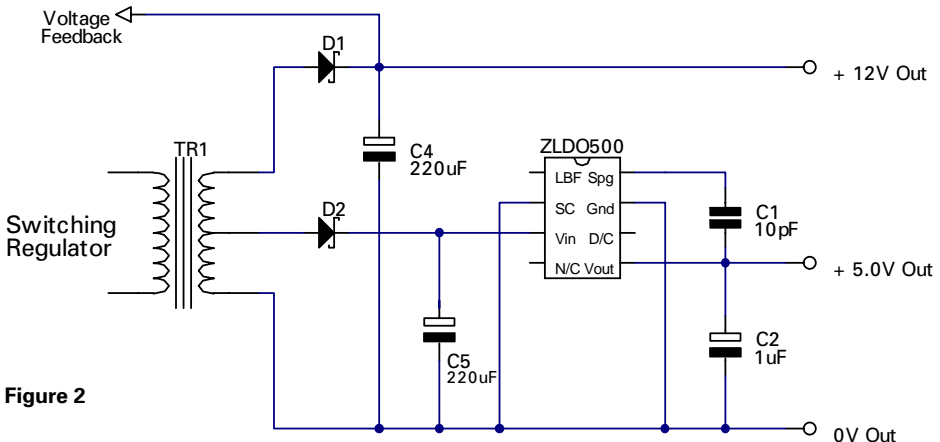 Voltage
Feedback
D1
+ 12V Out
TR1
C4
220uF
ZLDO500
LBF Spg
SC Gnd
Vin D/C
N/C Vout
D2
C1
10pF
Switching
Regulator
+ 5.0V Out
C5
220uF
C2
1uF
Figure 2
0V Out